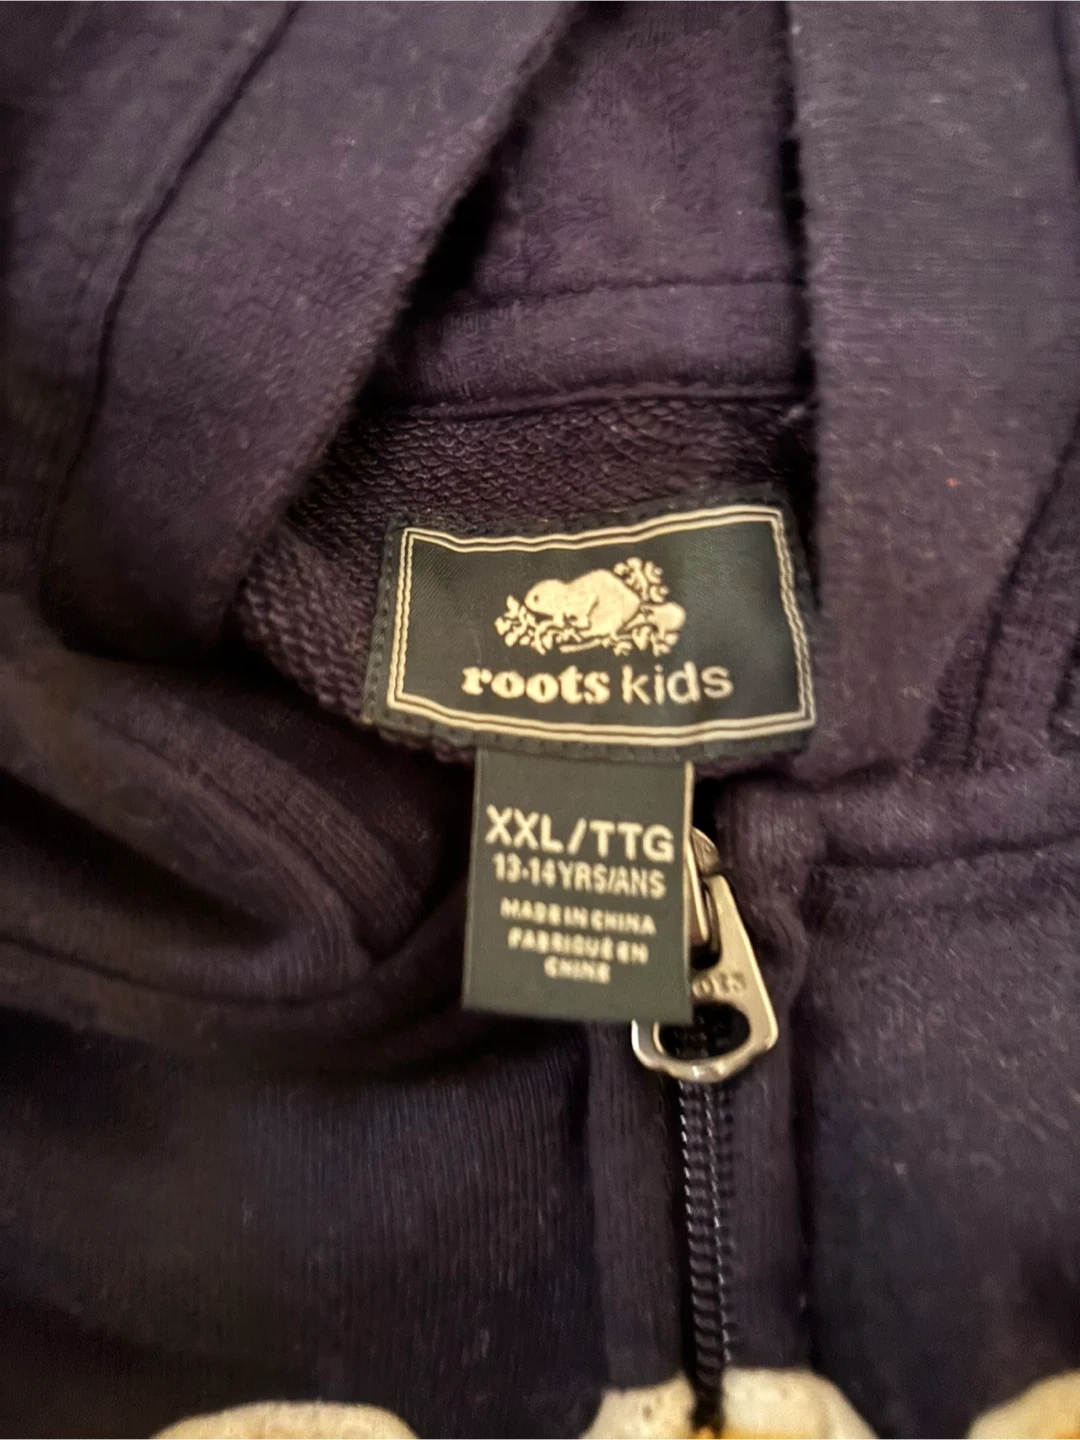 roots kids
XXL/TTG
13-14 YRS/ANS
MADE IN CHINA
FABRIQUÉ EN
CHINE